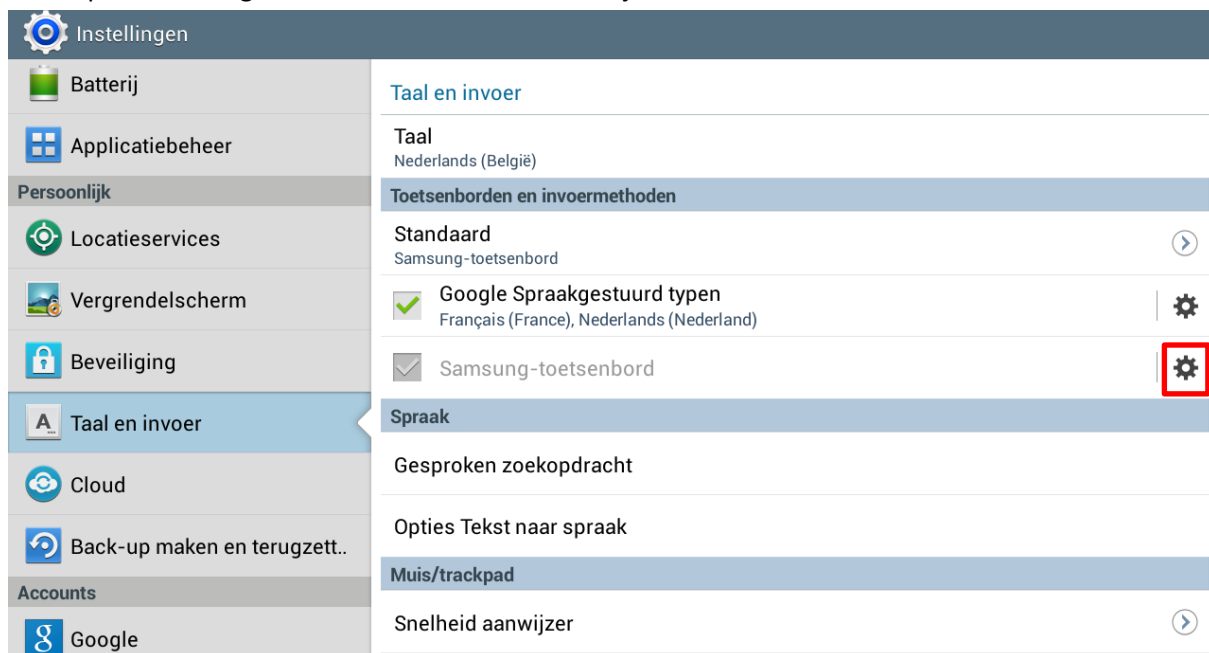 Instellingen
Batterij
Applicatiebeheer
Persoonlijk
Locatieservices
Vergrendelscherm
Beveiliging
Taal en invoer
Cloud
Back-up maken en terugzett..
Accounts
Google
Taal en invoer
Taal
Nederlands (België)
Toetsenborden en invoermethoden
Standaard
Samsung-toetsenbord
Google Spraakgestuurd typen
Français (France), Nederlands (Nederland)
Samsung-toetsenbord
Spraak
Gesproken zoekopdracht
Opties Tekst naar spraak
Muis/trackpad
Snelheid aanwijzer